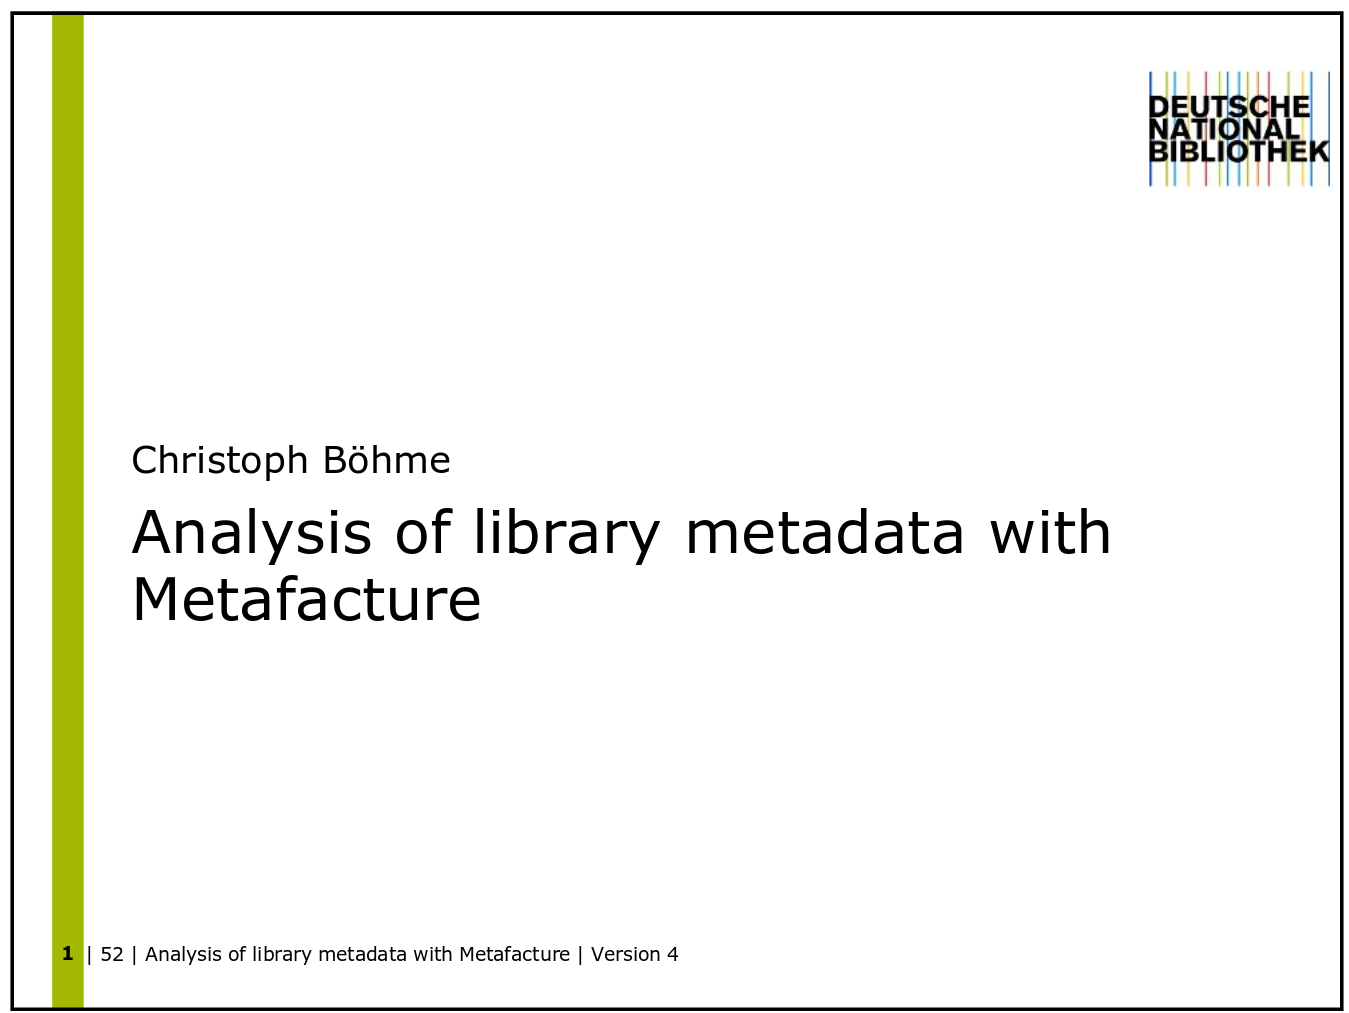 DEUTSCHE
NATIONAL
BIBLIOTHEK
Christoph Böhme
Analysis of library metadata with
Metafacture
1 | 52 | Analysis of library metadata with Metafacture | Version 4